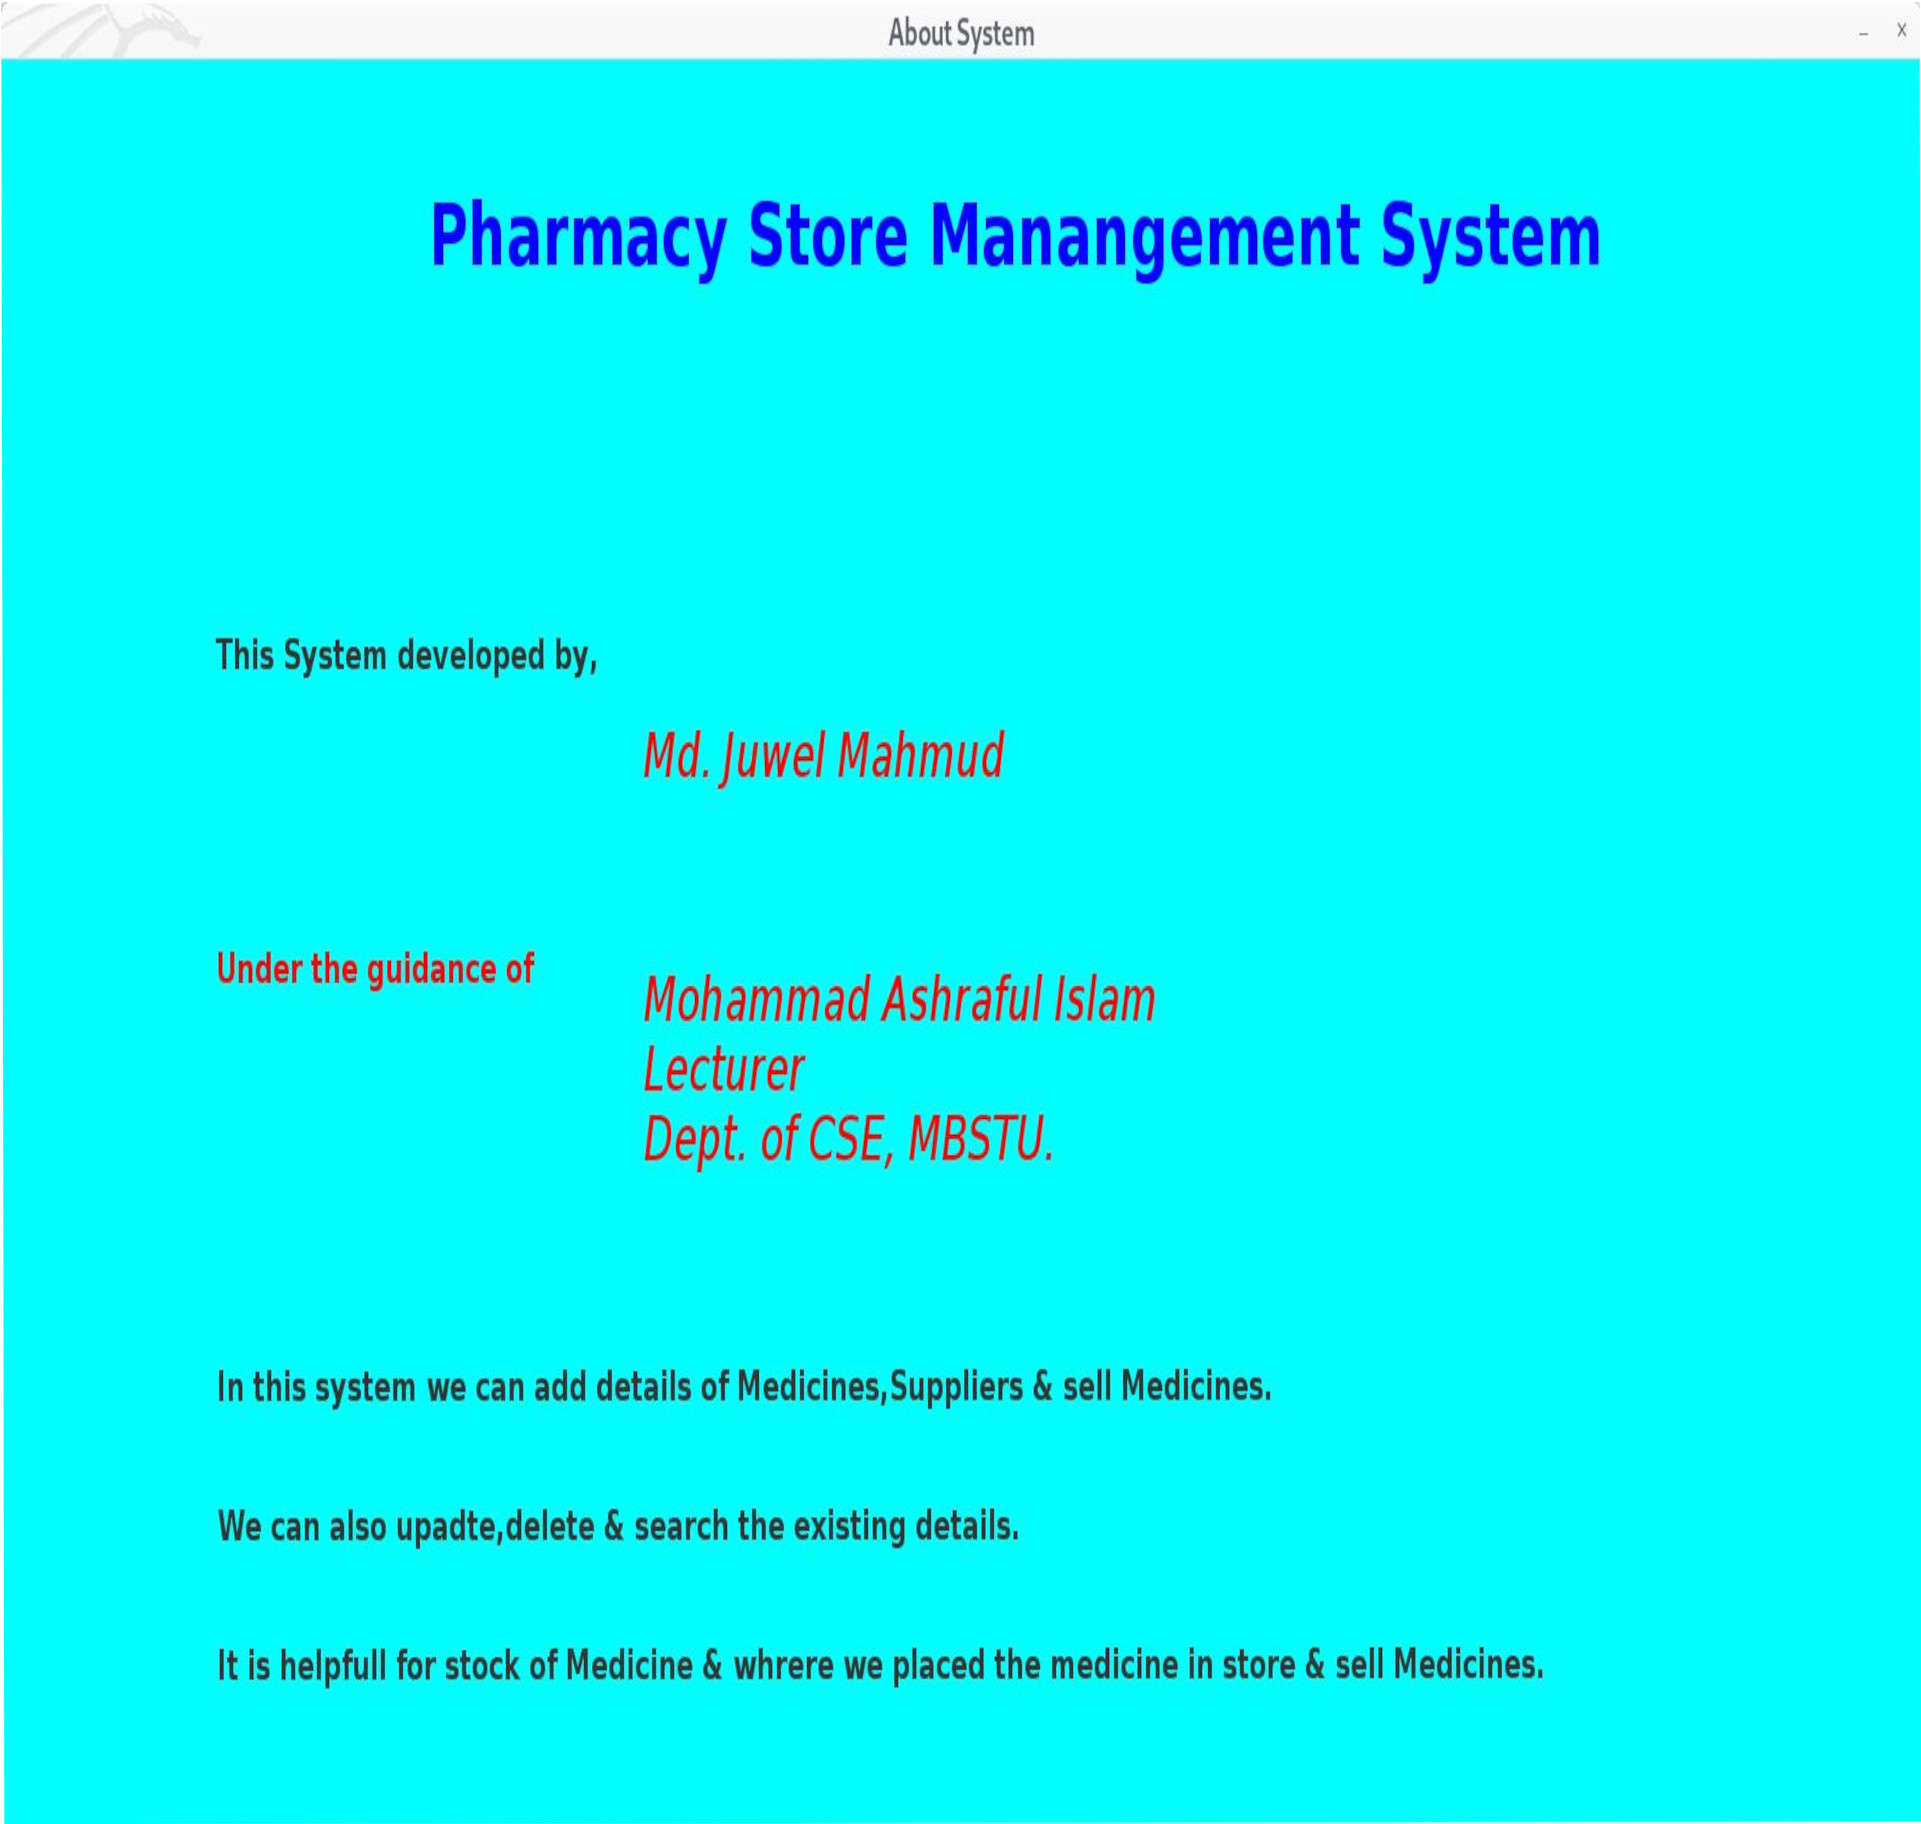 About System
Pharmacy Store Manangement System
This System developed by,
Md. Juwel Mahmud
Under the guidance of
Mohammad Ashraful Islam
Lecturer
Dept. of CSE, MBSTU.
In this system we can add details of Medicines,Suppliers & sell Medicines.
We can also upadte,delete & search the existing details.
It is helpfull for stock of Medicine & whrere we placed the medicine in store & sell Medicines.